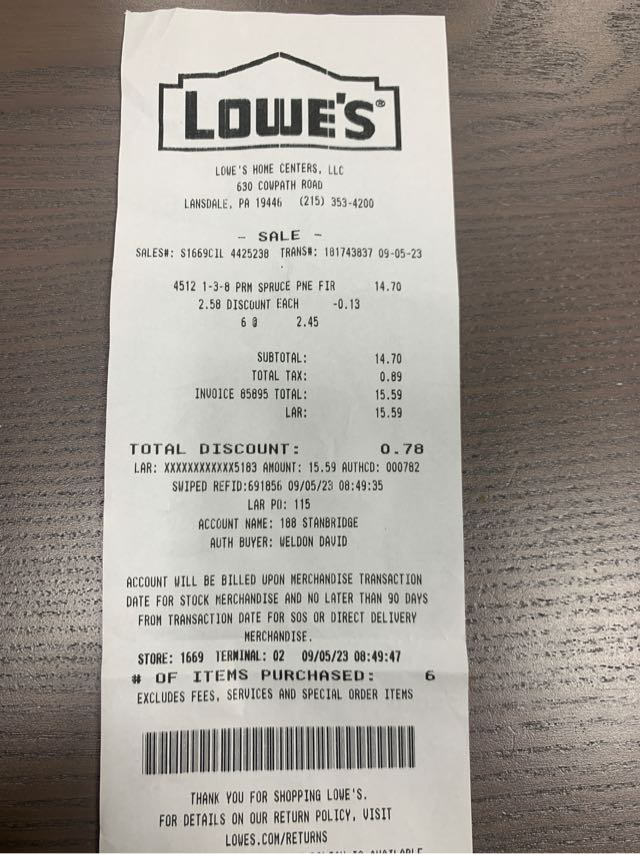 LOWE'S®
LOWE'S HOME CENTERS, LLC
630 COWPATH ROAD
LANSDALE, PA 19446 (215) 353-4200
- SALE -
SALES#: S1669CIL 4425238 TRANS#: 181743837 09-05-23
4512 1-3-8 PRM SPRUCE PNE FIR 14.70
2.58 DISCOUNT EACH -0.13
6 @ 2.45
SUBTOTAL: 14.70
TOTAL TAX: 0.89
INVOICE 85895 TOTAL: 15.59
LAR: 15.59
TOTAL DISCOUNT: 0.78
LAR: XXXXXXXXXXXX5183 AMOUNT: 15.59 AUTHCD: 000782
SWIPED REFID:691856 09/05/23 08:49:35
LAR PO: 115
ACCOUNT NAME: 188 STANBRIDGE
AUTH BUYER: WELDON DAVID
ACCOUNT WILL BE BILLED UPON MERCHANDISE TRANSACTION
DATE FOR STOCK MERCHANDISE AND NO LATER THAN 90 DAYS
FROM TRANSACTION DATE FOR SOS OR DIRECT DELIVERY
MERCHANDISE.
STORE: 1669 TERMINAL: 02 09/05/23 08:49:47
# OF ITEMS PURCHASED: 6
EXCLUDES FEES, SERVICES AND SPECIAL ORDER ITEMS
THANK YOU FOR SHOPPING LOWE'S.
FOR DETAILS ON OUR RETURN POLICY, VISIT
LOWES.COM/RETURNS